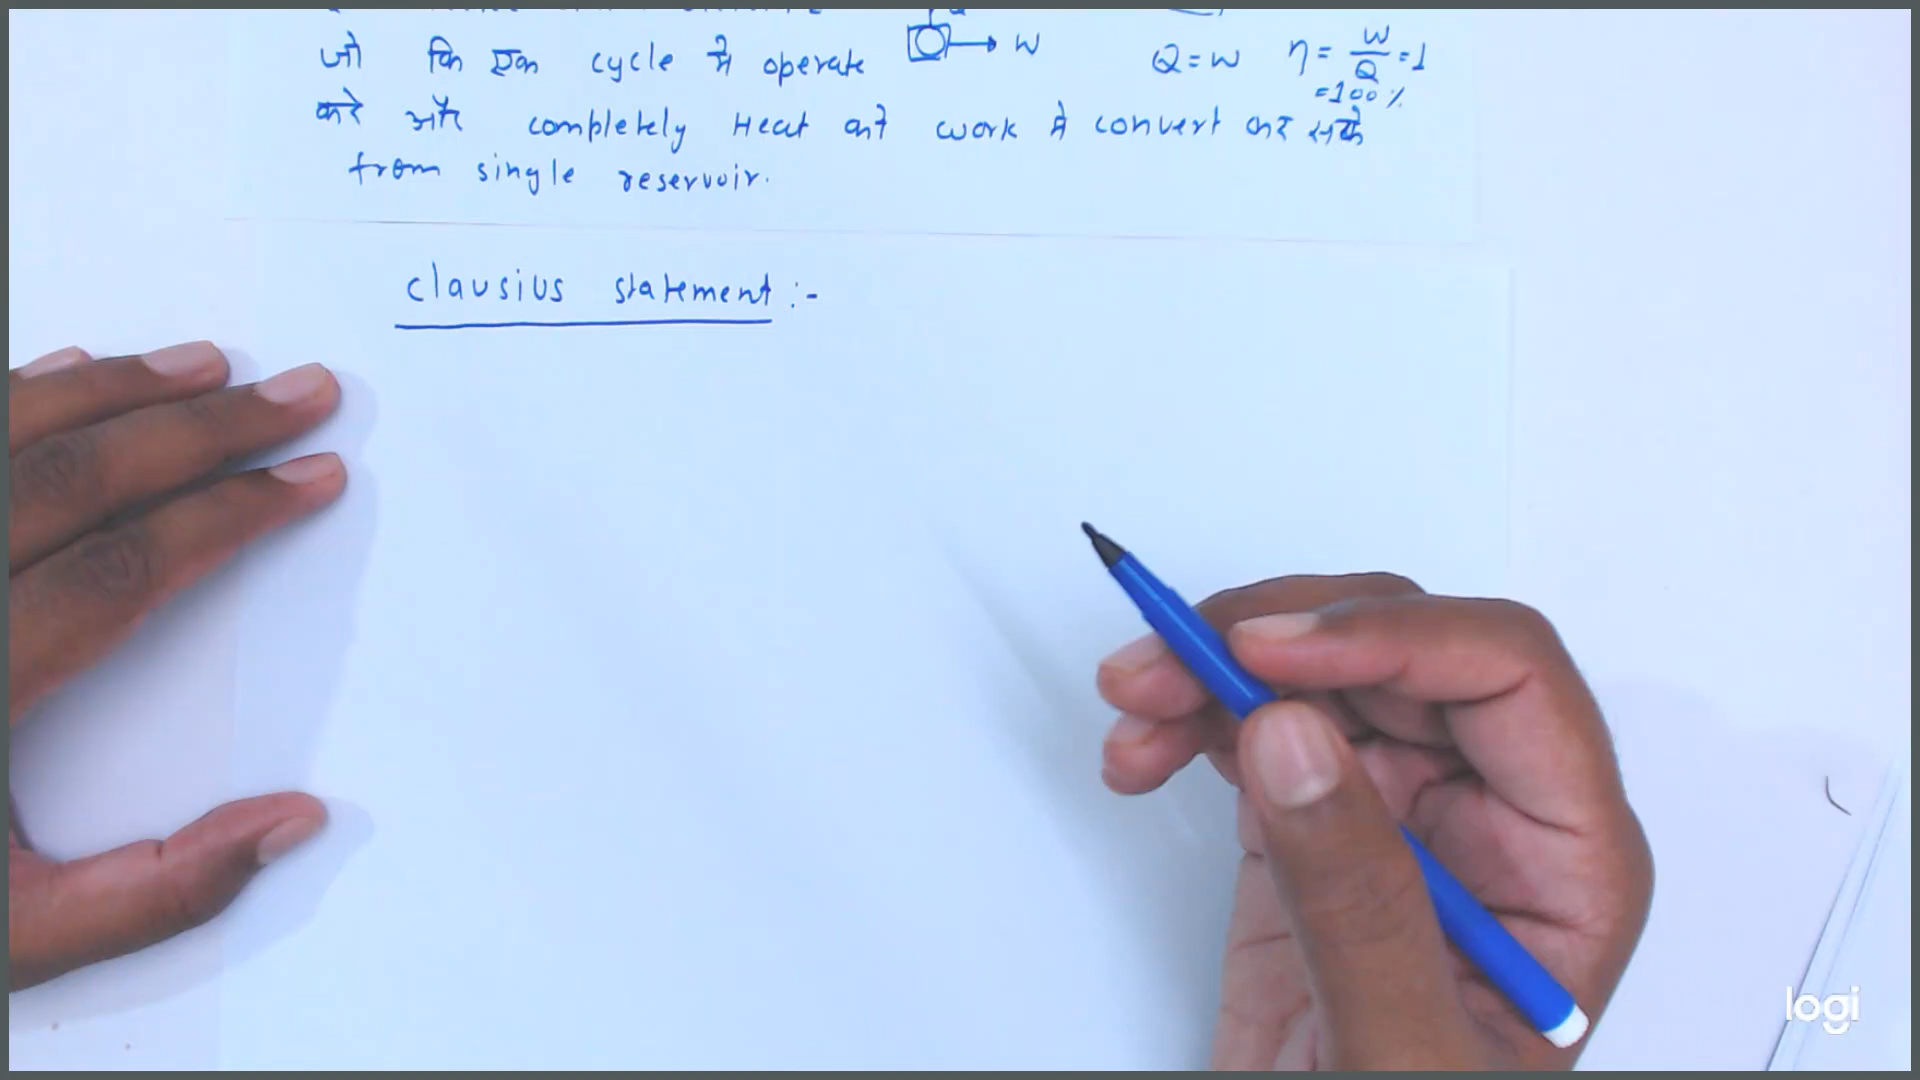 जो कि एक cycle मे operate → W Q = W η = W/Q = 1
= 100 %
करे और completely Heat को work मे convert कर सके
from single reservoir.
clausius statement :-
logi